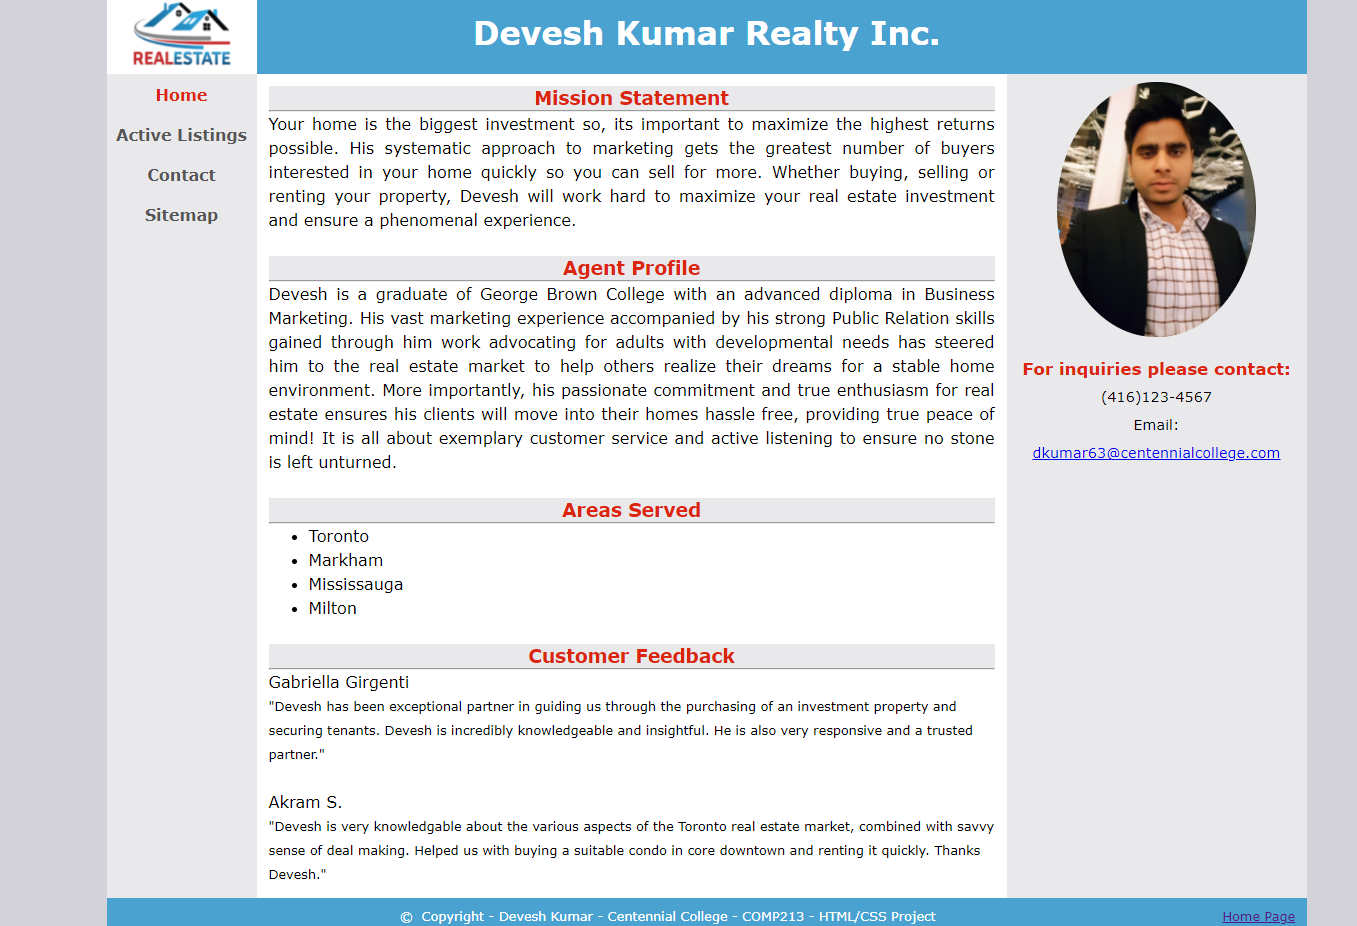 REALESTATE
Devesh Kumar Realty Inc.
Home
Active Listings
Contact
Sitemap
Mission Statement
Your home is the biggest investment so, its important to maximize the highest returns
possible. His systematic approach to marketing gets the greatest number of buyers
interested in your home quickly so you can sell for more. Whether buying, selling or
renting your property, Devesh will work hard to maximize your real estate investment
and ensure a phenomenal experience.
Agent Profile
Devesh is a graduate of George Brown College with an advanced diploma in Business
Marketing. His vast marketing experience accompanied by his strong Public Relation skills
gained through him work advocating for adults with developmental needs has steered
him to the real estate market to help others realize their dreams for a stable home
environment. More importantly, his passionate commitment and true enthusiasm for real
estate ensures his clients will move into their homes hassle free, providing true peace of
mind! It is all about exemplary customer service and active listening to ensure no stone
is left unturned.
Areas Served
• Toronto
• Markham
• Mississauga
• Milton
Customer Feedback
Gabriella Girgenti
"Devesh has been exceptional partner in guiding us through the purchasing of an investment property and
securing tenants. Devesh is incredibly knowledgeable and insightful. He is also very responsive and a trusted
partner."
Akram S.
"Devesh is very knowledgable about the various aspects of the Toronto real estate market, combined with savvy
sense of deal making. Helped us with buying a suitable condo in core downtown and renting it quickly. Thanks
Devesh."
For inquiries please contact:
(416)123-4567
Email:
dkumar63@centennialcollege.com
© Copyright - Devesh Kumar - Centennial College - COMP213 - HTML/CSS Project
Home Page